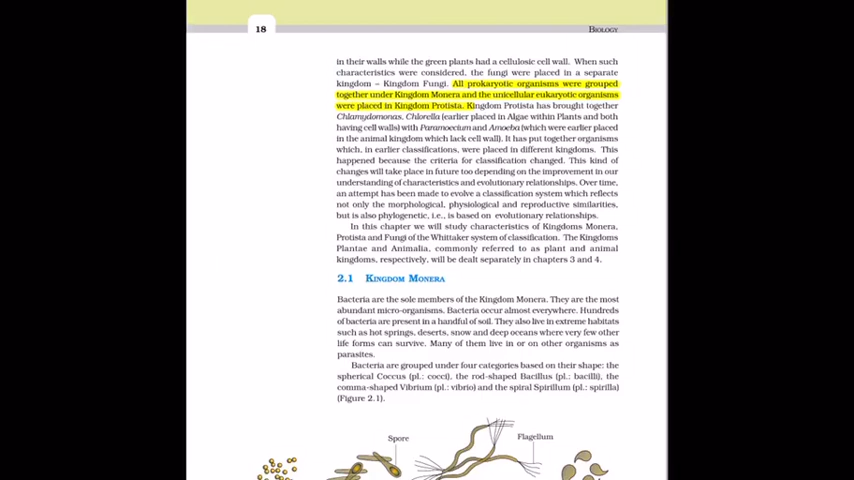 18
BIOLOGY
in their walls while the green plants had a cellulosic cell wall. When such
characteristics were considered, the fungi were placed in a separate
kingdom – Kingdom Fungi. All prokaryotic organisms were grouped
together under Kingdom Monera and the unicellular eukaryotic organisms
were placed in Kingdom Protista. Kingdom Protista has brought together
Chlamydomonas, Chlorella (earlier placed in Algae within Plants and both
having cell walls) with Paramoecium and Amoeba (which were earlier placed
in the animal kingdom which lack cell wall). It has put together organisms
which, in earlier classifications, were placed in different kingdoms. This
happened because the criteria for classification changed. This kind of
changes will take place in future too depending on the improvement in our
understanding of characteristics and evolutionary relationships. Over time,
an attempt has been made to evolve a classification system which reflects
not only the morphological, physiological and reproductive similarities,
but is also phylogenetic, i.e., is based on evolutionary relationships.
In this chapter we will study characteristics of Kingdoms Monera,
Protista and Fungi of the Whittaker system of classification. The Kingdoms
Plantae and Animalia, commonly referred to as plant and animal
kingdoms, respectively, will be dealt separately in chapters 3 and 4.
2.1 KINGDOM MONERA
Bacteria are the sole members of the Kingdom Monera. They are the most
abundant micro-organisms. Bacteria occur almost everywhere. Hundreds
of bacteria are present in a handful of soil. They also live in extreme habitats
such as hot springs, deserts, snow and deep oceans where very few other
life forms can survive. Many of them live in or on other organisms as
parasites.
Bacteria are grouped under four categories based on their shape: the
spherical Coccus (pl.: cocci), the rod-shaped Bacillus (pl.: bacilli), the
comma-shaped Vibrium (pl.: vibrio) and the spiral Spirillum (pl.: spirilla)
(Figure 2.1).
Spore
Flagellum